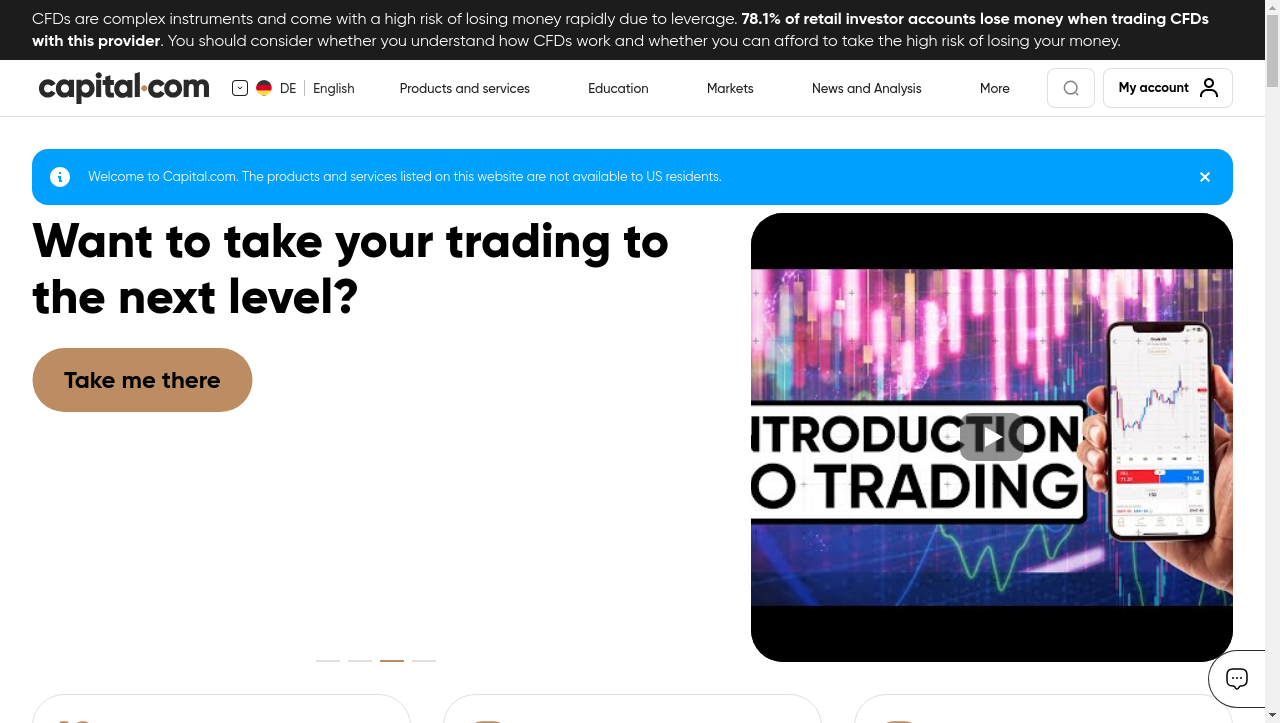 CFDs are complex instruments and come with a high risk of losing money rapidly due to leverage. 78.1% of retail investor accounts lose money when trading CFDs
with this provider. You should consider whether you understand how CFDs work and whether you can afford to take the high risk of losing your money.
capital.com
DE English
Products and services
Education
Markets
News and Analysis
More
My account
Welcome to Capital.com. The products and services listed on this website are not available to US residents.
Want to take your trading to
the next level?
Take me there
NTRODUCTION
O TRADING